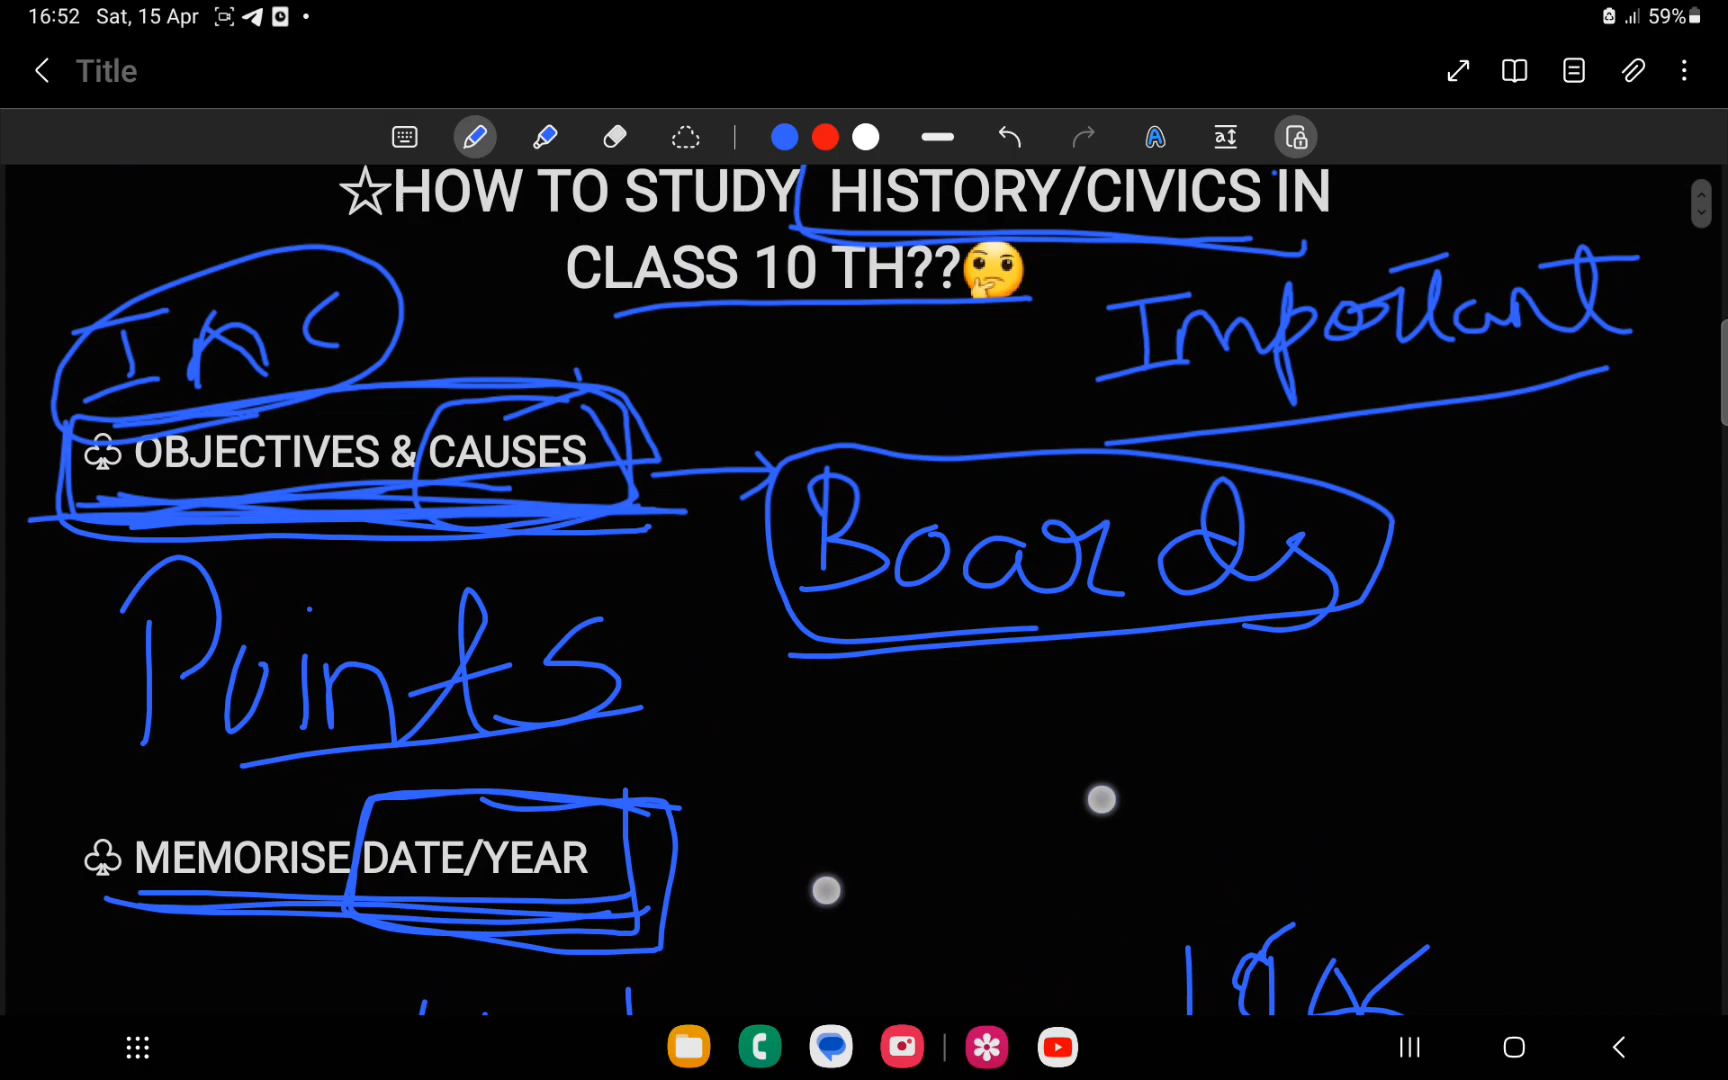 16:52 Sat, 15 Apr
59%
Title
☆HOW TO STUDY HISTORY/CIVICS IN
CLASS 10 TH??🤔
INC
Important
♧ OBJECTIVES & CAUSES
Boards
Points
♧ MEMORISE DATE/YEAR